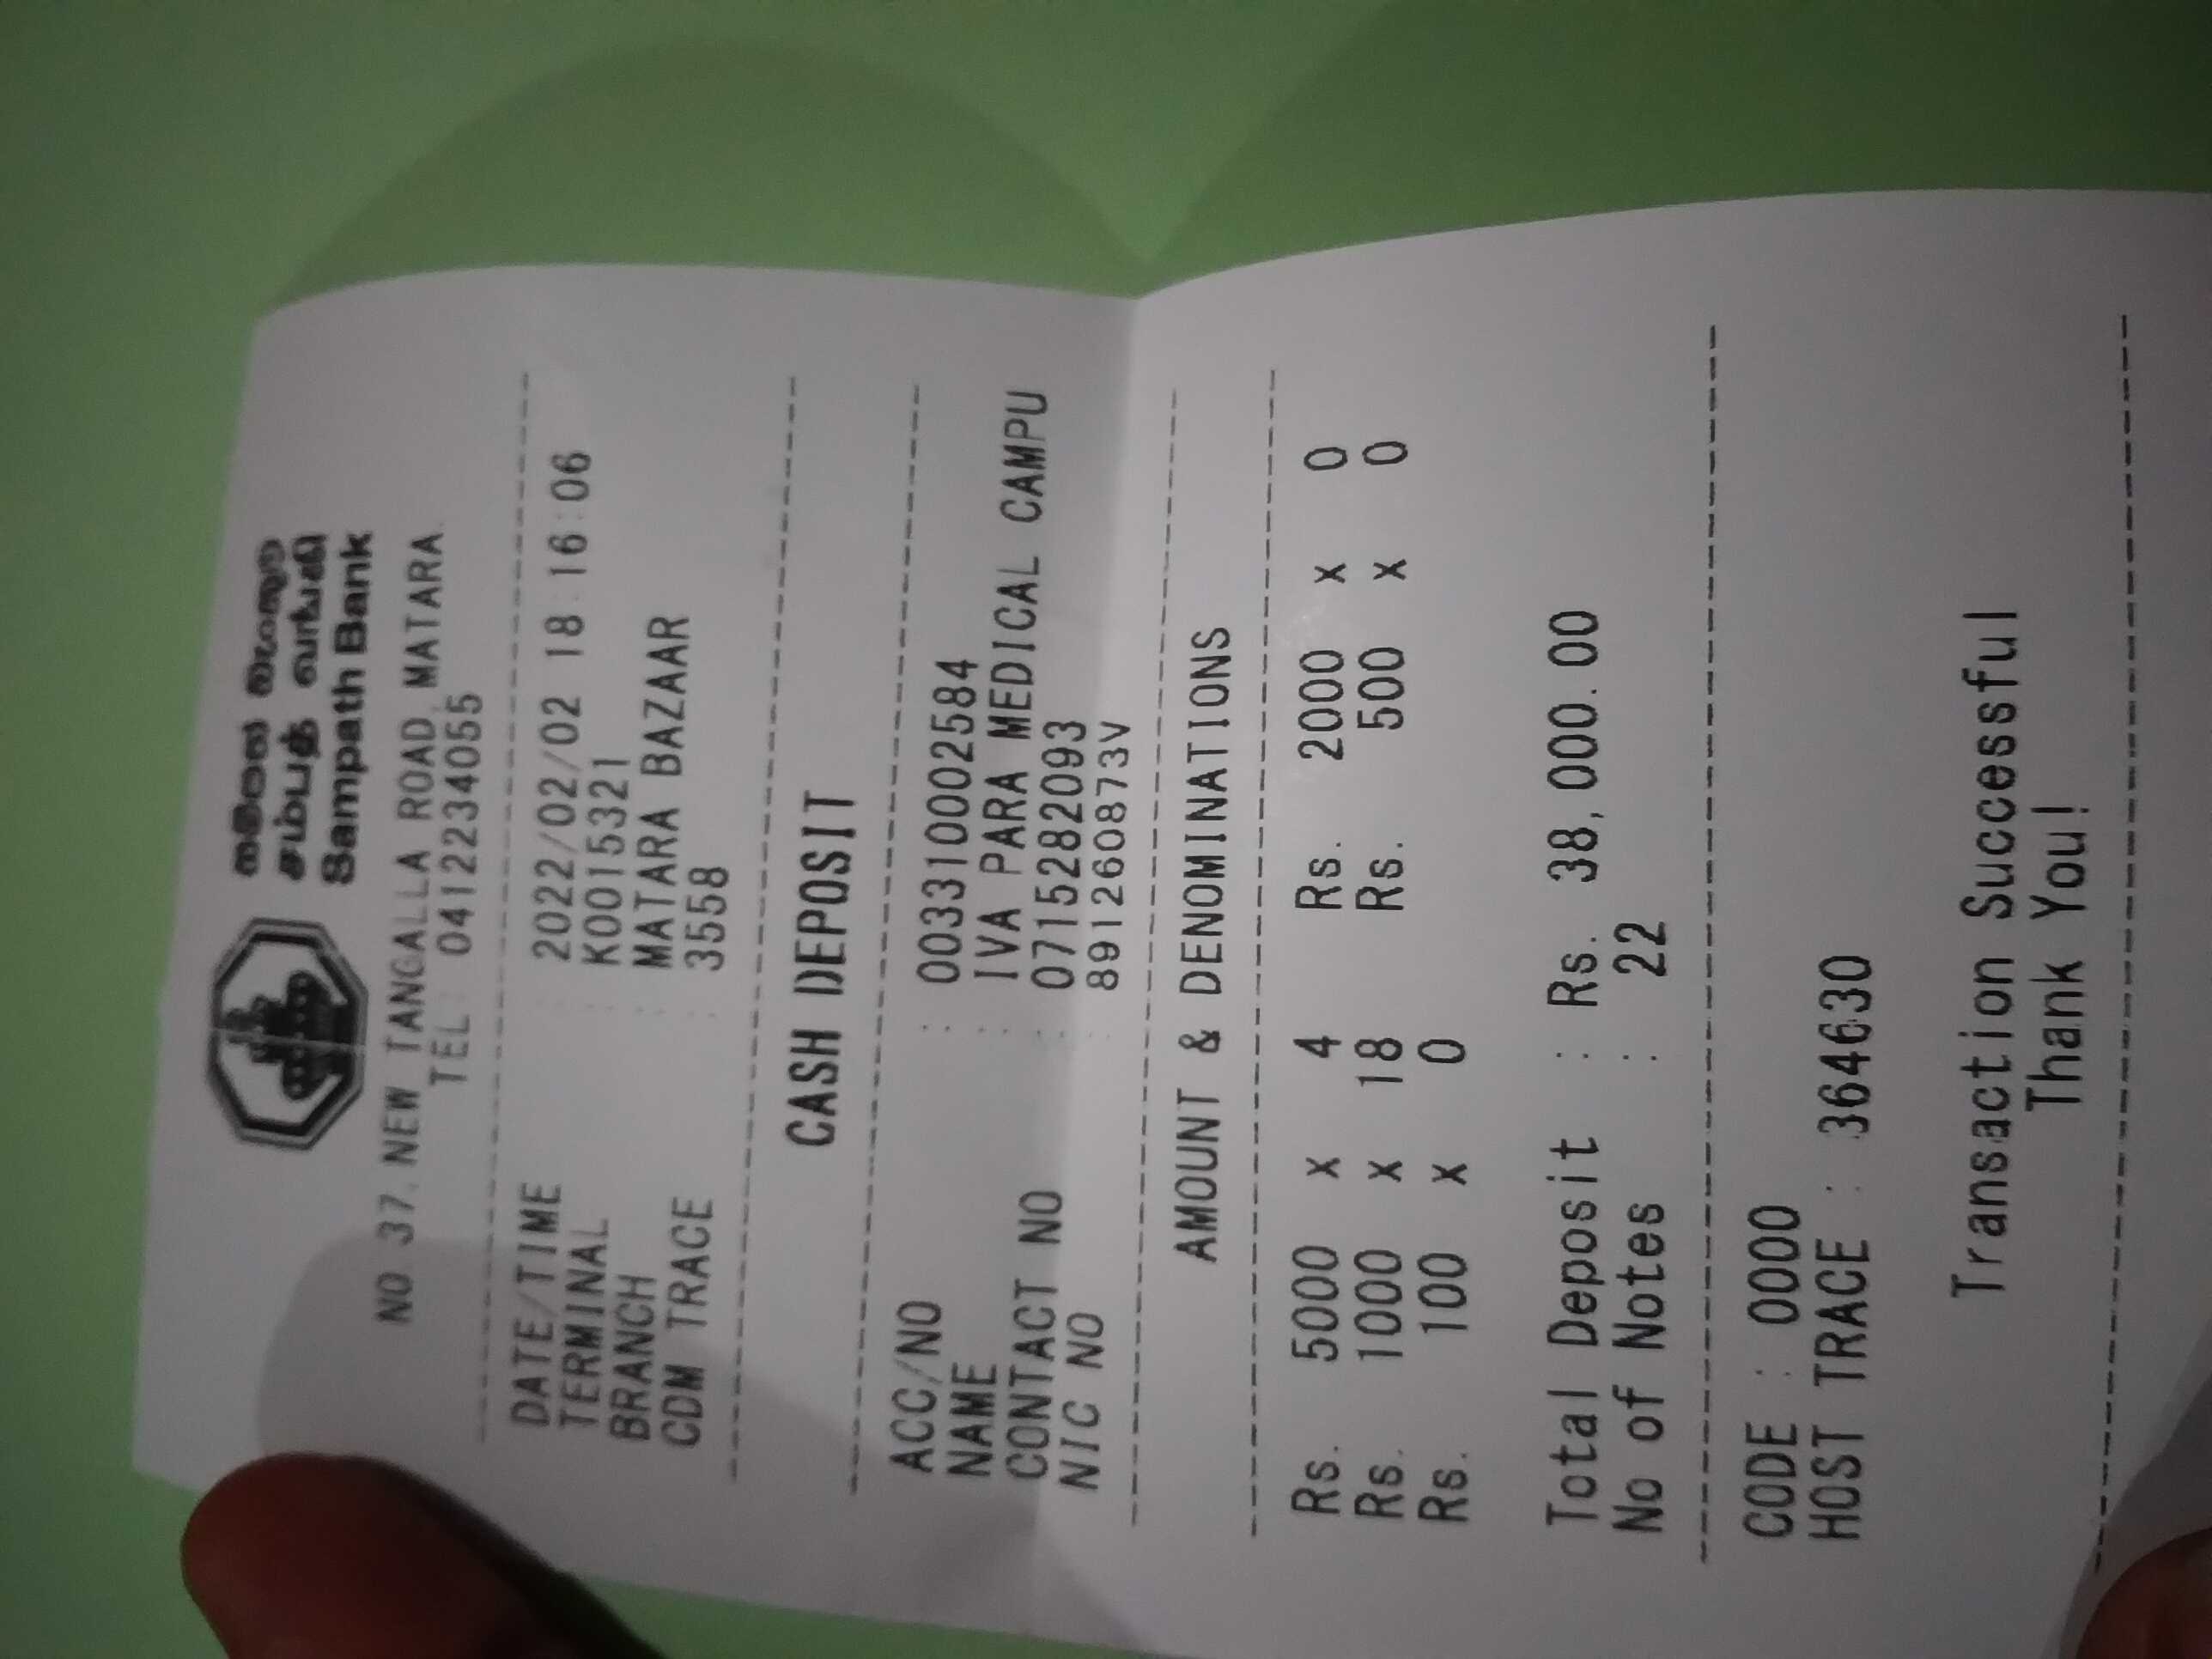 සම්පත් බැංකුව
சம்பத் வங்கி
Sampath Bank
NO.37, NEW TANGALLA ROAD, MATARA.
TEL: 0412234055
DATE/TIME : 2022/02/02 18:16:06
TERMINAL : K0015321
BRANCH : MATARA BAZAAR
CDM TRACE : 3558
CASH DEPOSIT
ACC/NO : 003310002584
NAME : IVA PARA MEDICAL CAMPU
CONTACT NO : 0715282093
NIC NO : 891260873V
AMOUNT & DENOMINATIONS
Rs. 5000 x 4 Rs. 2000 x 0
Rs. 1000 x 18 Rs. 500 x 0
Rs. 100 x 0
Total Deposit : Rs. 38,000.00
No of Notes : 22
CODE : 0000
HOST TRACE : 364630
Transaction Successful
Thank You!